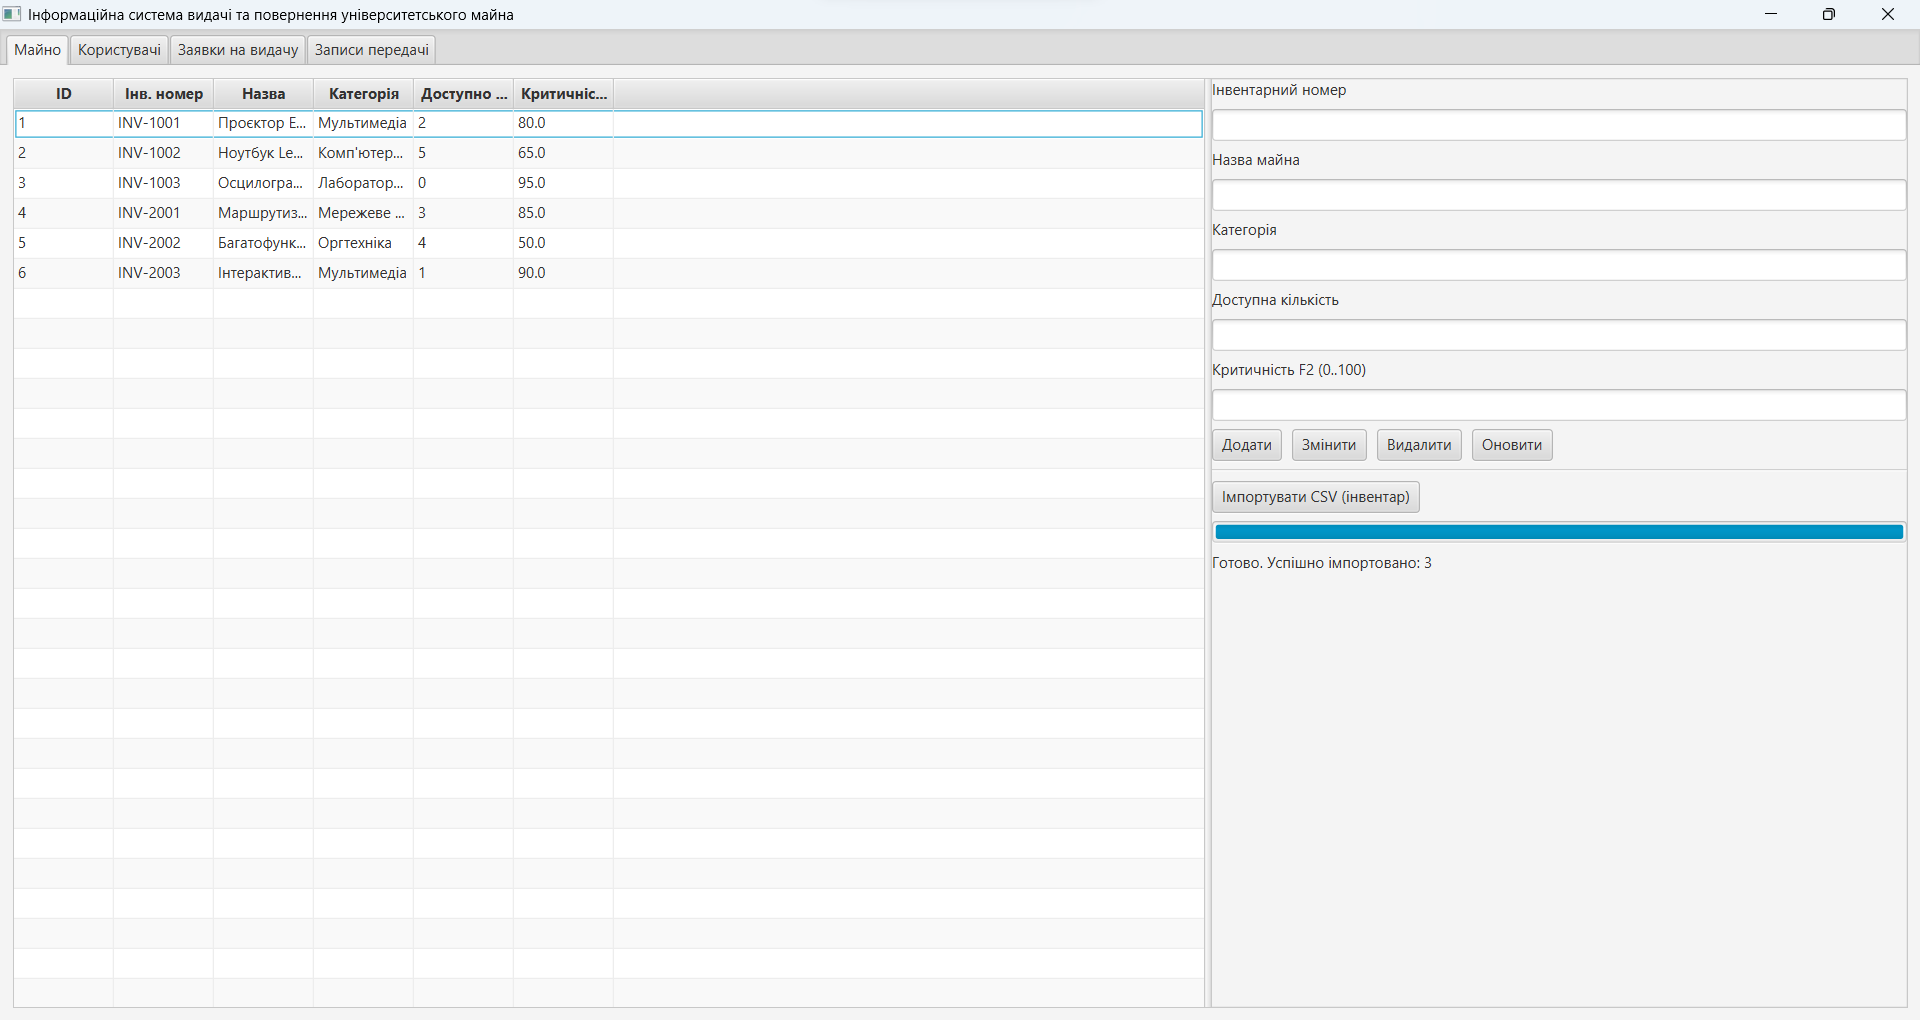 Інформаційна система видачі та повернення університетського майна
Майно Користувачі Заявки на видачу Записи передачі
ID Інв. номер Назва Категорія Доступно ... Критичніс...
1 INV-1001 Проєктор E... Мультимедіа 2 80.0
2 INV-1002 Ноутбук Le... Комп'ютер... 5 65.0
3 INV-1003 Осцилогра... Лаборатор... 0 95.0
4 INV-2001 Маршрутиз... Мережеве ... 3 85.0
5 INV-2002 Багатофунк... Оргтехніка 4 50.0
6 INV-2003 Інтерактив... Мультимедіа 1 90.0
Інвентарний номер
Назва майна
Категорія
Доступна кількість
Критичність F2 (0..100)
Додати Змінити Видалити Оновити
Імпортувати CSV (інвентар)
Готово. Успішно імпортовано: 3